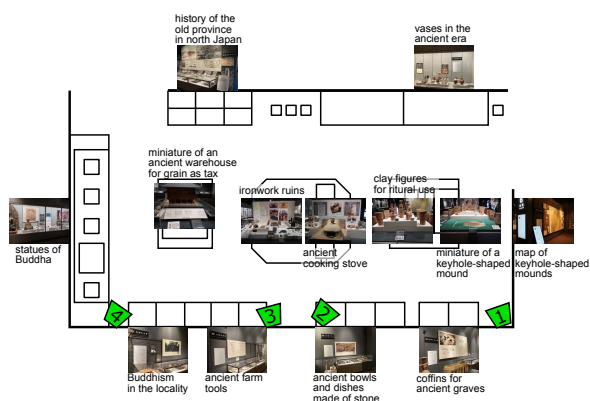 history of the
old province
in north Japan
vases in the
ancient era
miniature of an
ancient warehouse
for grain as tax
ironwork ruins
clay figures
for ritural use
statues of
Buddha
ancient
cooking stove
miniature of a
keyhole-shaped
mound
map of
keyhole-shaped
mounds
4
3
2
1
Buddhism
in the locality
ancient farm
tools
ancient bowls
and dishes
made of stone
coffins for
ancient graves